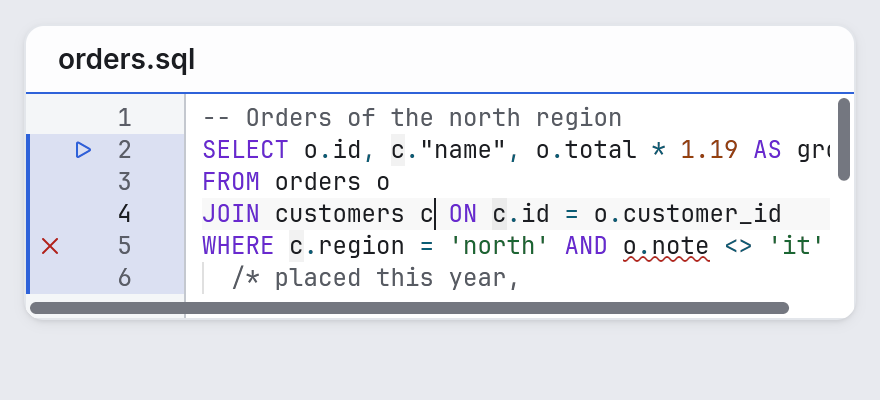 orders.sql
1 -- Orders of the north region
2 SELECT o.id, c."name", o.total * 1.19 AS gro
3 FROM orders o
4 JOIN customers c ON c.id = o.customer_id
5 WHERE c.region = 'north' AND o.note <> 'it'
6 /* placed this year,